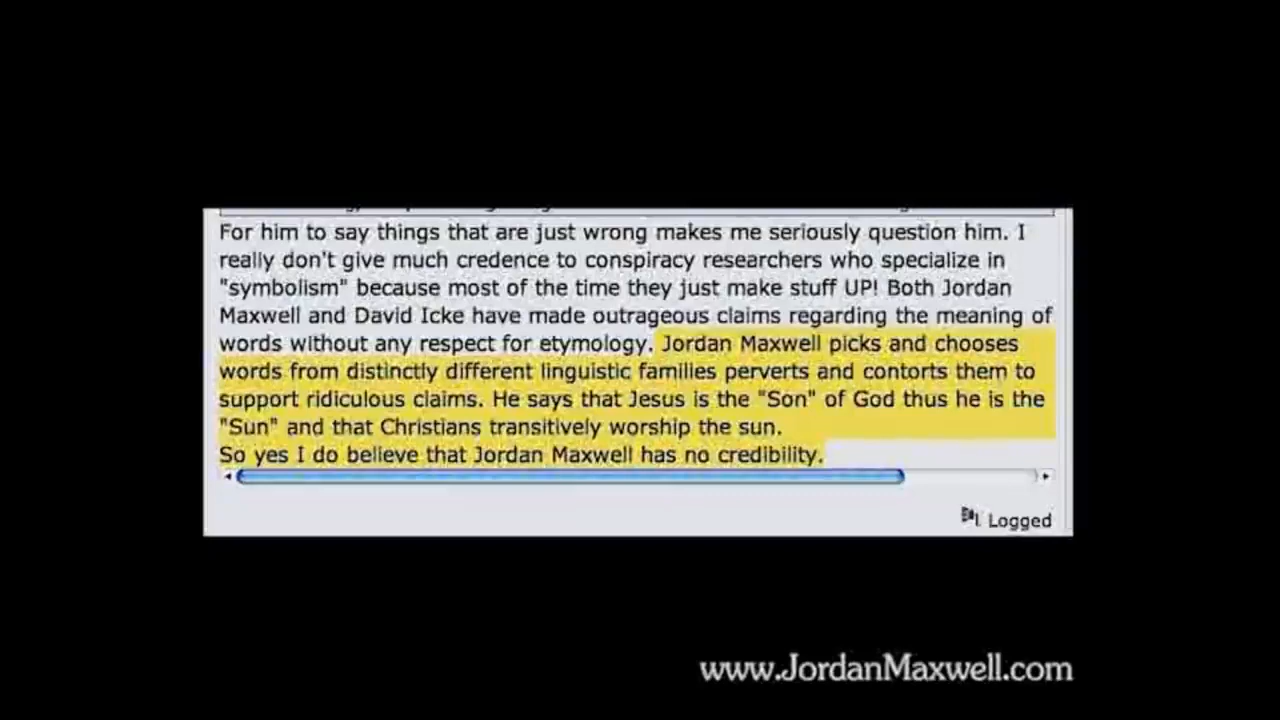 For him to say things that are just wrong makes me seriously question him. I
really don't give much credence to conspiracy researchers who specialize in
"symbolism" because most of the time they just make stuff UP! Both Jordan
Maxwell and David Icke have made outrageous claims regarding the meaning of
words without any respect for etymology. Jordan Maxwell picks and chooses
words from distinctly different linguistic families perverts and contorts them to
support ridiculous claims. He says that Jesus is the "Son" of God thus he is the
"Sun" and that Christians transitively worship the sun.
So yes I do believe that Jordan Maxwell has no credibility.
Logged
www.JordanMaxwell.com